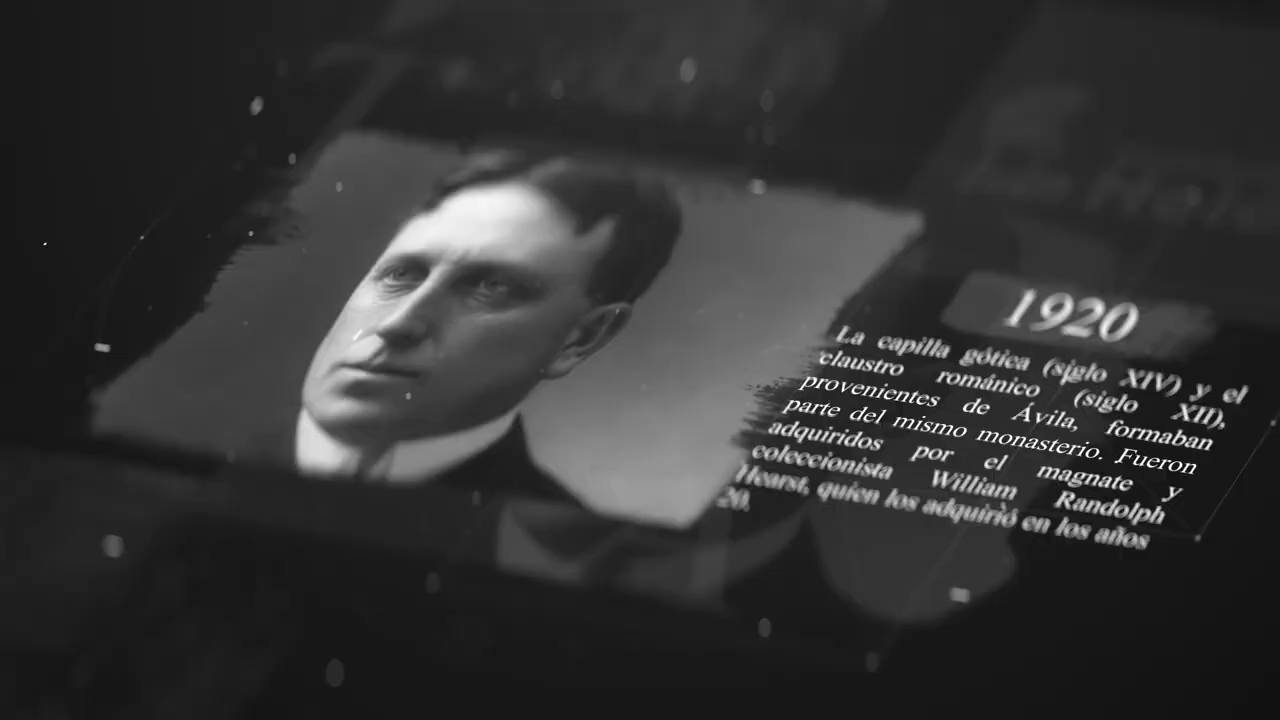 1920
La capilla gótica (siglo XIV) y el
claustro románico (siglo XII),
provenientes de Ávila, formaban
parte del mismo monasterio. Fueron
adquiridos por el magnate y
coleccionista William Randolph
Hearst, quien los adquirió en los años
20.